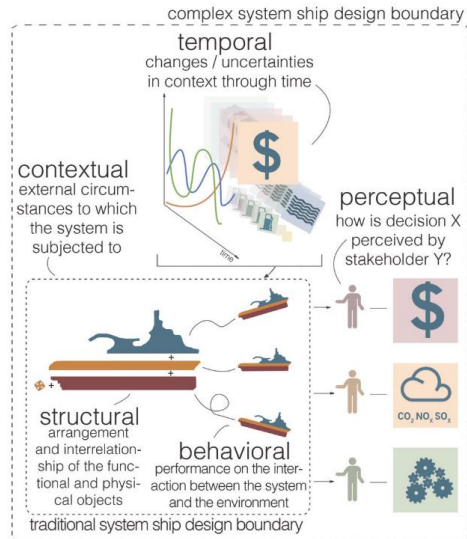 complex system ship design boundary
temporal
changes / uncertainties
in context through time
$
contextual
external circum-
stances to which
the system is
subjected to
time
perceptual
how is decision X
perceived by
stakeholder Y?
$
+
+
+
CO₂ NOₓ SOₓ
structural
arrangement
and interrelation-
ship of the func-
tional and physi-
cal objects
behavioral
performance on the inter-
action between the system
and the environment
traditional system ship design boundary